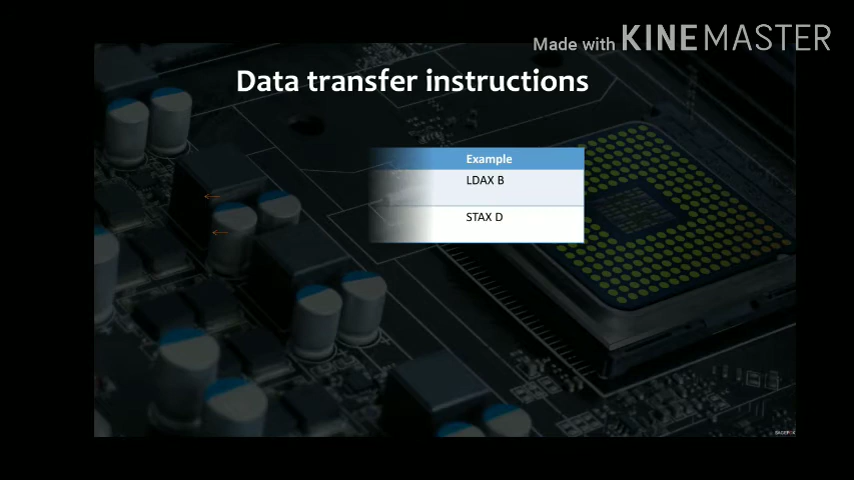 Made with KINEMASTER
Data transfer instructions
Example
LDAX B
STAX D